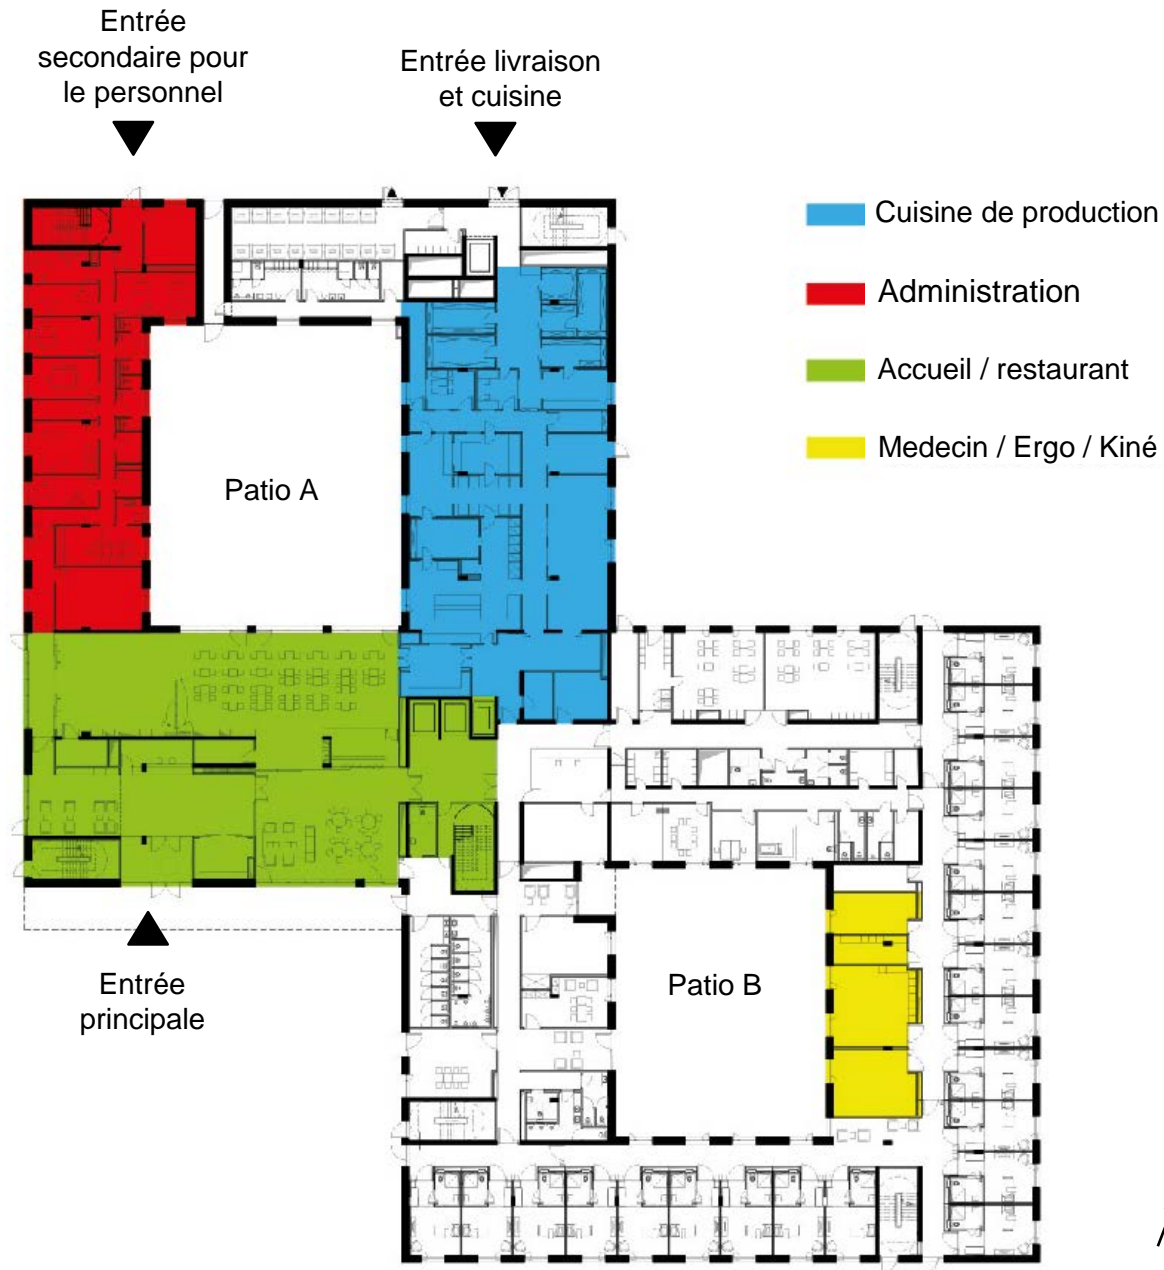 Entrée
secondaire pour
le personnel
Entrée livraison
et cuisine
Cuisine de production
Administration
Accueil / restaurant
Medecin / Ergo / Kiné
Patio A
Patio B
Entrée
principale